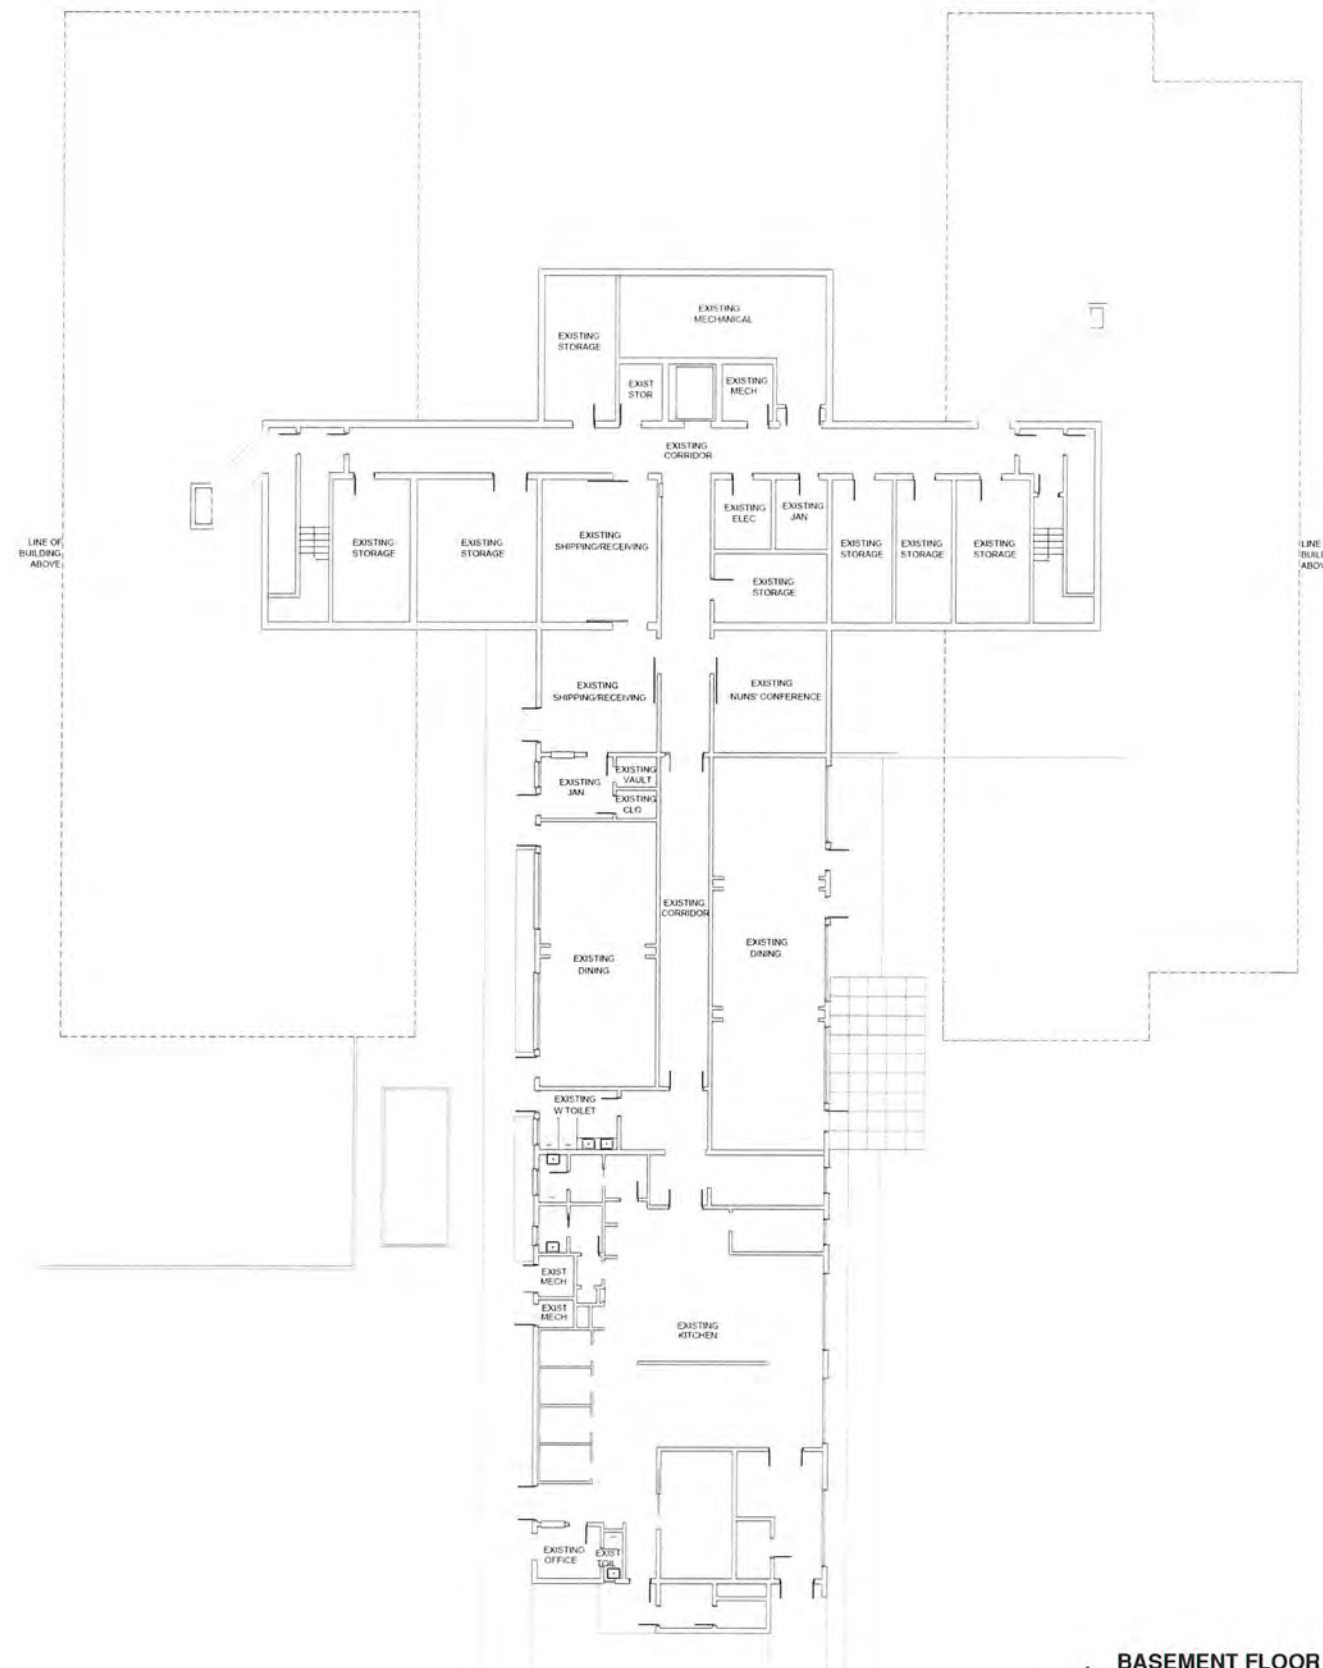 EXISTING
MECHANICAL
EXISTING
STORAGE
EXIST
STOR
EXISTING
MECH
EXISTING
CORRIDOR
EXISTING
ELEC
EXISTING
JAN
LINE OF
BUILDING
ABOVE
EXISTING
STORAGE
EXISTING
STORAGE
EXISTING
SHIPPING/RECEIVING
EXISTING
STORAGE
EXISTING
STORAGE
EXISTING
STORAGE
LINE
BUIL
ABOV
EXISTING
STORAGE
EXISTING
SHIPPING/RECEIVING
EXISTING
NUNS' CONFERENCE
EXISTING
JAN
EXISTING
VAULT
EXISTING
CLO
EXISTING
CORRIDOR
EXISTING
DINING
EXISTING
DINING
EXISTING
W TOILET
EXIST
MECH
EXIST
MECH
EXISTING
KITCHEN
EXISTING
OFFICE
EXIST
TOIL
BASEMENT FLOOR